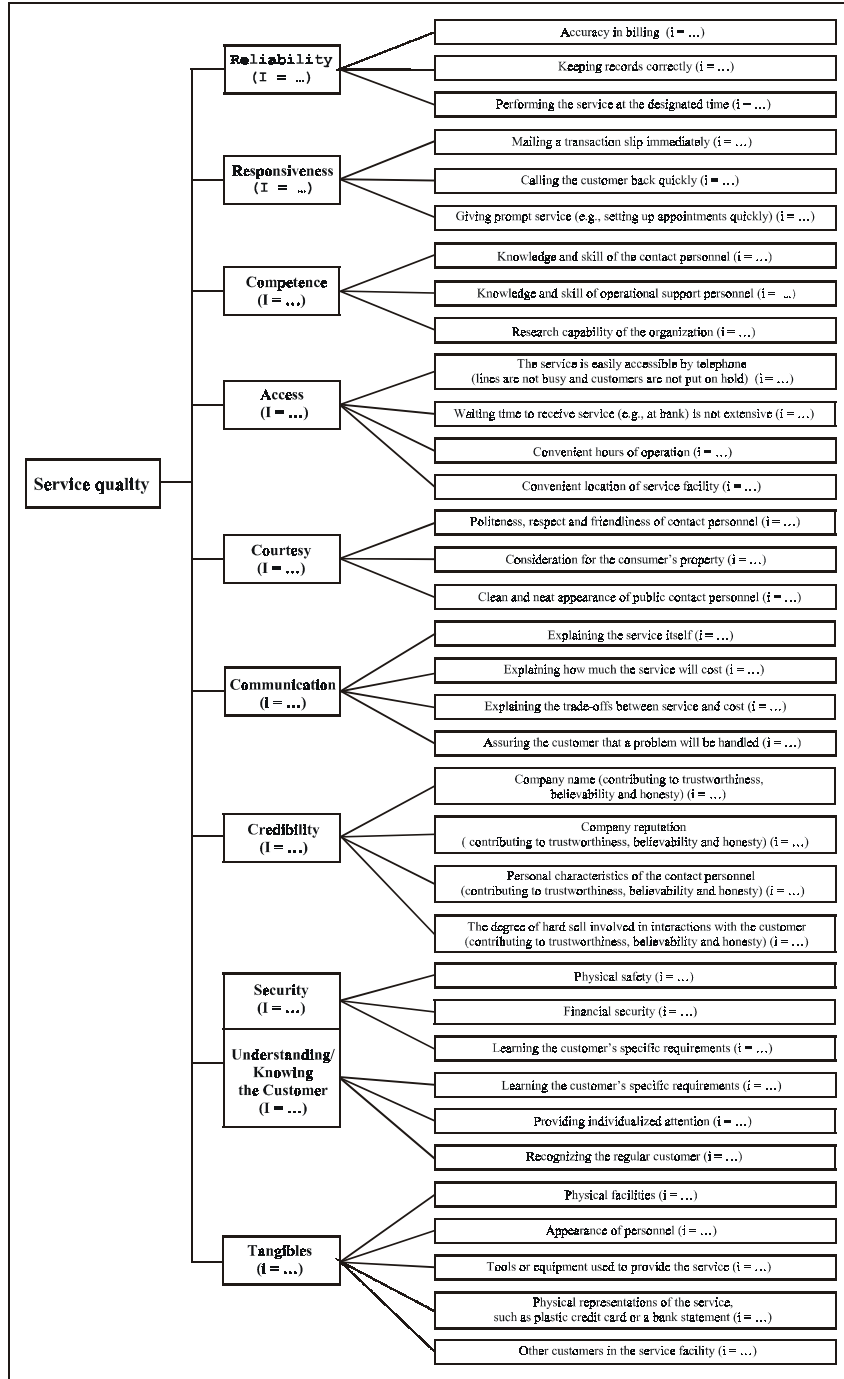 Service quality
Reliability
(I = ...)
Accuracy in billing (i = ...)
Keeping records correctly (i = ...)
Performing the service at the designated time (i = ...)
Responsiveness
(I = ...)
Mailing a transaction slip immediately (i = ...)
Calling the customer back quickly (i = ...)
Giving prompt service (e.g., setting up appointments quickly) (i = ...)
Competence
(I = ...)
Knowledge and skill of the contact personnel (i = ...)
Knowledge and skill of operational support personnel (i = ...)
Research capability of the organization (i = ...)
Access
(I = ...)
The service is easily accessible by telephone
(lines are not busy and customers are not put on hold) (i = ...)
Waiting time to receive service (e.g., at bank) is not extensive (i = ...)
Convenient hours of operation (i = ...)
Convenient location of service facility (i = ...)
Courtesy
(I = ...)
Politeness, respect and friendliness of contact personnel (i = ...)
Consideration for the consumer's property (i = ...)
Clean and neat appearance of public contact personnel (i = ...)
Communication
(i = ...)
Explaining the service itself (i = ...)
Explaining how much the service will cost (i = ...)
Explaining the trade-offs between service and cost (i = ...)
Assuring the customer that a problem will be handled (i = ...)
Credibility
(I = ...)
Company name (contributing to trustworthiness,
believability and honesty) (i = ...)
Company reputation
( contributing to trustworthiness, believability and honesty) (i = ...)
Personal characteristics of the contact personnel
(contributing to trustworthiness, believability and honesty) (i = ...)
The degree of hard sell involved in interactions with the customer
(contributing to trustworthiness, believability and honesty) (i = ...)
Security
(I = ...)
Physical safety (i = ...)
Financial security (i = ...)
Learning the customer's specific requirements (i = ...)
Understanding/
Knowing
the Customer
(I = ...)
Learning the customer's specific requirements (i = ...)
Providing individualized attention (i = ...)
Recognizing the regular customer (i = ...)
Tangibles
(i = ...)
Physical facilities (i = ...)
Appearance of personnel (i = ...)
Tools or equipment used to provide the service (i = ...)
Physical representations of the service,
such as plastic credit card or a bank statement (i = ...)
Other customers in the service facility (i = ...)